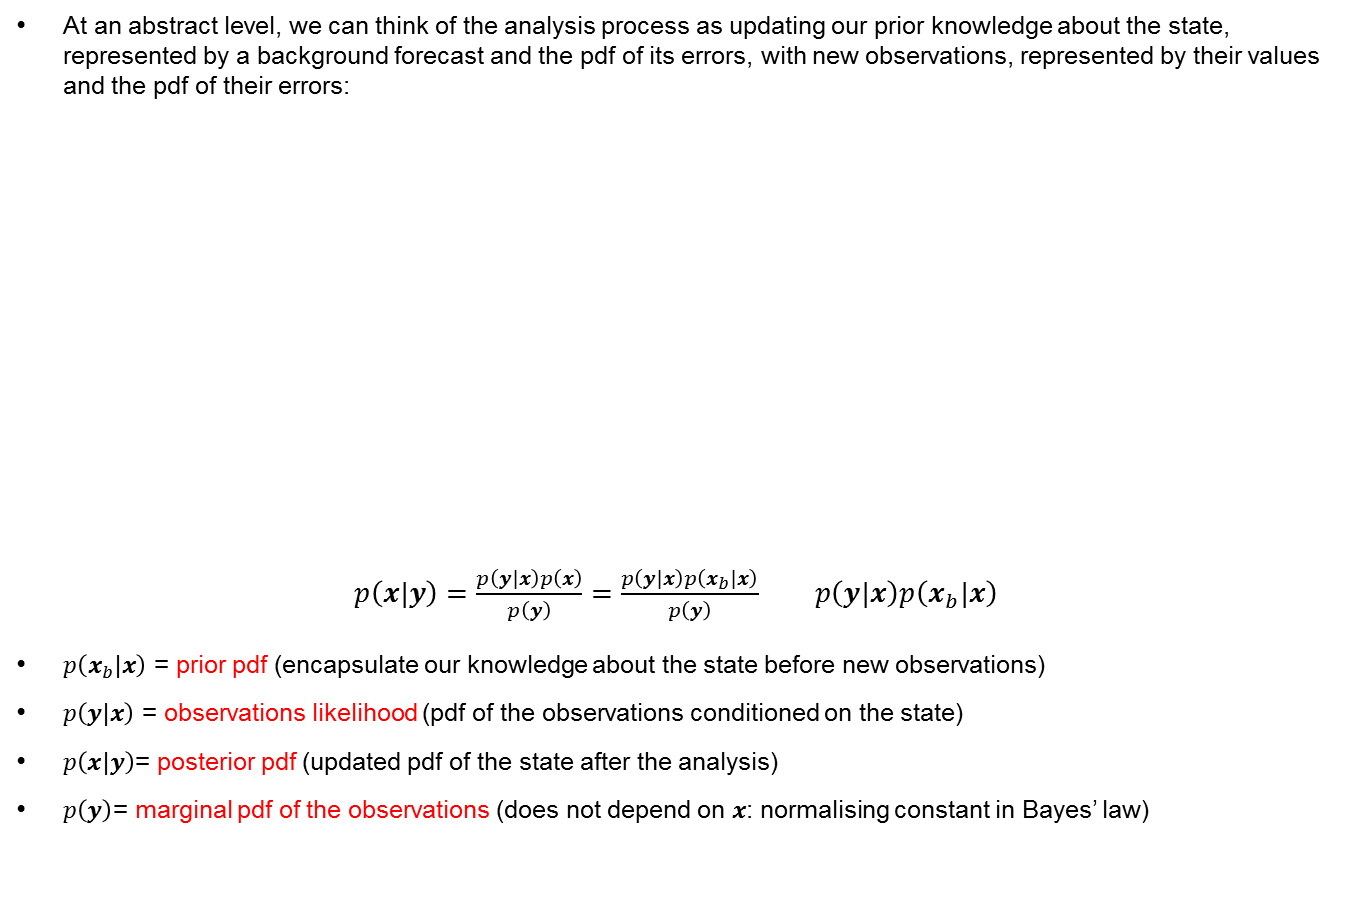 • At an abstract level, we can think of the analysis process as updating our prior knowledge about the state,
represented by a background forecast and the pdf of its errors, with new observations, represented by their values
and the pdf of their errors:
p(x|y) = p(y|x)p(x)/p(y) = p(y|x)p(x_b|x)/p(y) p(y|x)p(x_b|x)
• p(x_b|x) = prior pdf (encapsulate our knowledge about the state before new observations)
• p(y|x) = observations likelihood (pdf of the observations conditioned on the state)
• p(x|y)= posterior pdf (updated pdf of the state after the analysis)
• p(y)= marginal pdf of the observations (does not depend on x: normalising constant in Bayes’ law)